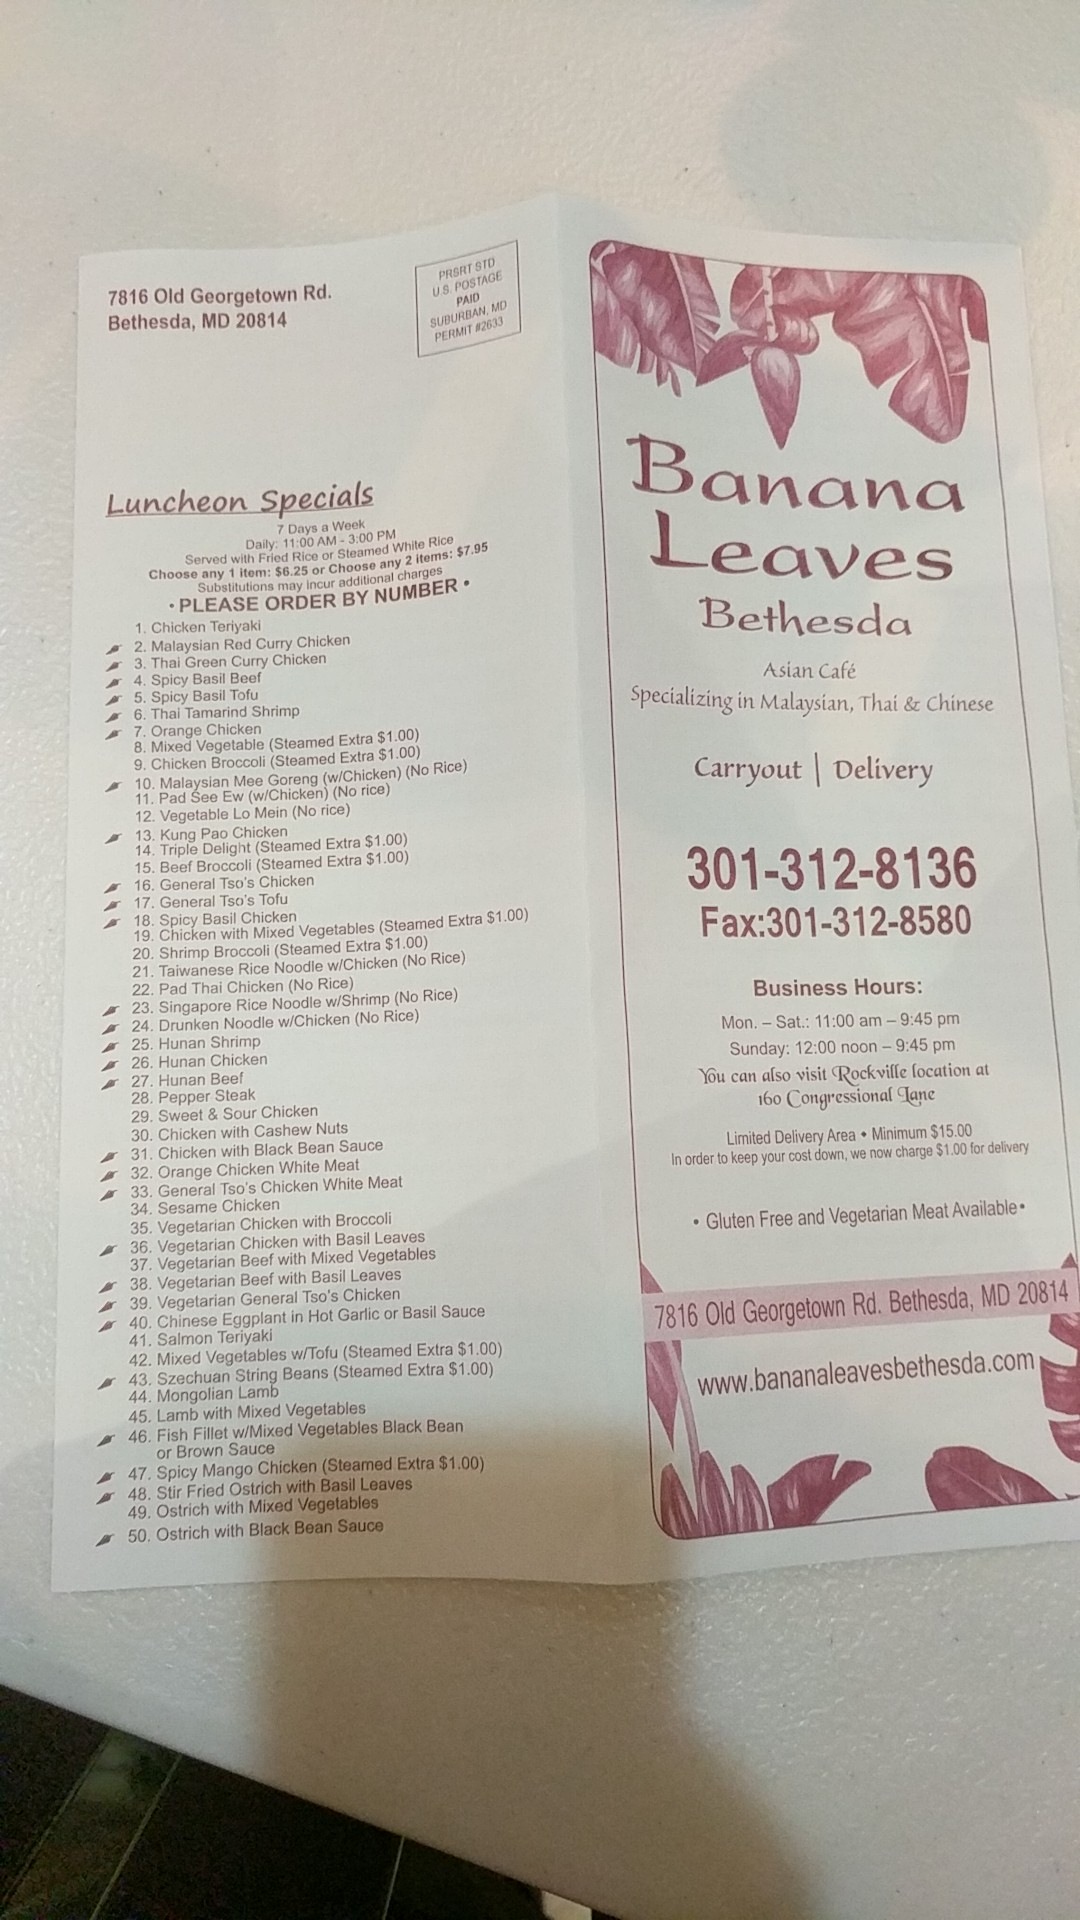 7816 Old Georgetown Rd.
Bethesda, MD 20814
PRSRT STD
U.S. POSTAGE
PAID
SUBURBAN, MD
PERMIT #2633
Luncheon Specials
7 Days a Week
Daily: 11:00 AM - 3:00 PM
Served with Fried Rice or Steamed White Rice
Choose any 1 item: $6.25 or Choose any 2 items: $7.95
Substitutions may incur additional charges
• PLEASE ORDER BY NUMBER •
1. Chicken Teriyaki
2. Malaysian Red Curry Chicken
3. Thai Green Curry Chicken
4. Spicy Basil Beef
5. Spicy Basil Tofu
6. Thai Tamarind Shrimp
7. Orange Chicken
8. Mixed Vegetable (Steamed Extra $1.00)
9. Chicken Broccoli (Steamed Extra $1.00)
10. Malaysian Mee Goreng (w/Chicken) (No Rice)
11. Pad See Ew (w/Chicken) (No rice)
12. Vegetable Lo Mein (No rice)
13. Kung Pao Chicken
14. Triple Delight (Steamed Extra $1.00)
15. Beef Broccoli (Steamed Extra $1.00)
16. General Tso's Chicken
17. General Tso's Tofu
18. Spicy Basil Chicken
19. Chicken with Mixed Vegetables (Steamed Extra $1.00)
20. Shrimp Broccoli (Steamed Extra $1.00)
21. Taiwanese Rice Noodle w/Chicken (No Rice)
22. Pad Thai Chicken (No Rice)
23. Singapore Rice Noodle w/Shrimp (No Rice)
24. Drunken Noodle w/Chicken (No Rice)
25. Hunan Shrimp
26. Hunan Chicken
27. Hunan Beef
28. Pepper Steak
29. Sweet & Sour Chicken
30. Chicken with Cashew Nuts
31. Chicken with Black Bean Sauce
32. Orange Chicken White Meat
33. General Tso's Chicken White Meat
34. Sesame Chicken
35. Vegetarian Chicken with Broccoli
36. Vegetarian Chicken with Basil Leaves
37. Vegetarian Beef with Mixed Vegetables
38. Vegetarian Beef with Basil Leaves
39. Vegetarian General Tso's Chicken
40. Chinese Eggplant in Hot Garlic or Basil Sauce
41. Salmon Teriyaki
42. Mixed Vegetables w/Tofu (Steamed Extra $1.00)
43. Szechuan String Beans (Steamed Extra $1.00)
44. Mongolian Lamb
45. Lamb with Mixed Vegetables
46. Fish Fillet w/Mixed Vegetables Black Bean
or Brown Sauce
47. Spicy Mango Chicken (Steamed Extra $1.00)
48. Stir Fried Ostrich with Basil Leaves
49. Ostrich with Mixed Vegetables
50. Ostrich with Black Bean Sauce
Banana
Leaves
Bethesda
Asian Café
Specializing in Malaysian, Thai & Chinese
Carryout | Delivery
301-312-8136
Fax:301-312-8580
Business Hours:
Mon. – Sat.: 11:00 am – 9:45 pm
Sunday: 12:00 noon – 9:45 pm
You can also visit Rockville location at
160 Congressional Lane
Limited Delivery Area • Minimum $15.00
In order to keep your cost down, we now charge $1.00 for delivery
• Gluten Free and Vegetarian Meat Available •
7816 Old Georgetown Rd. Bethesda, MD 20814
www.bananaleavesbethesda.com